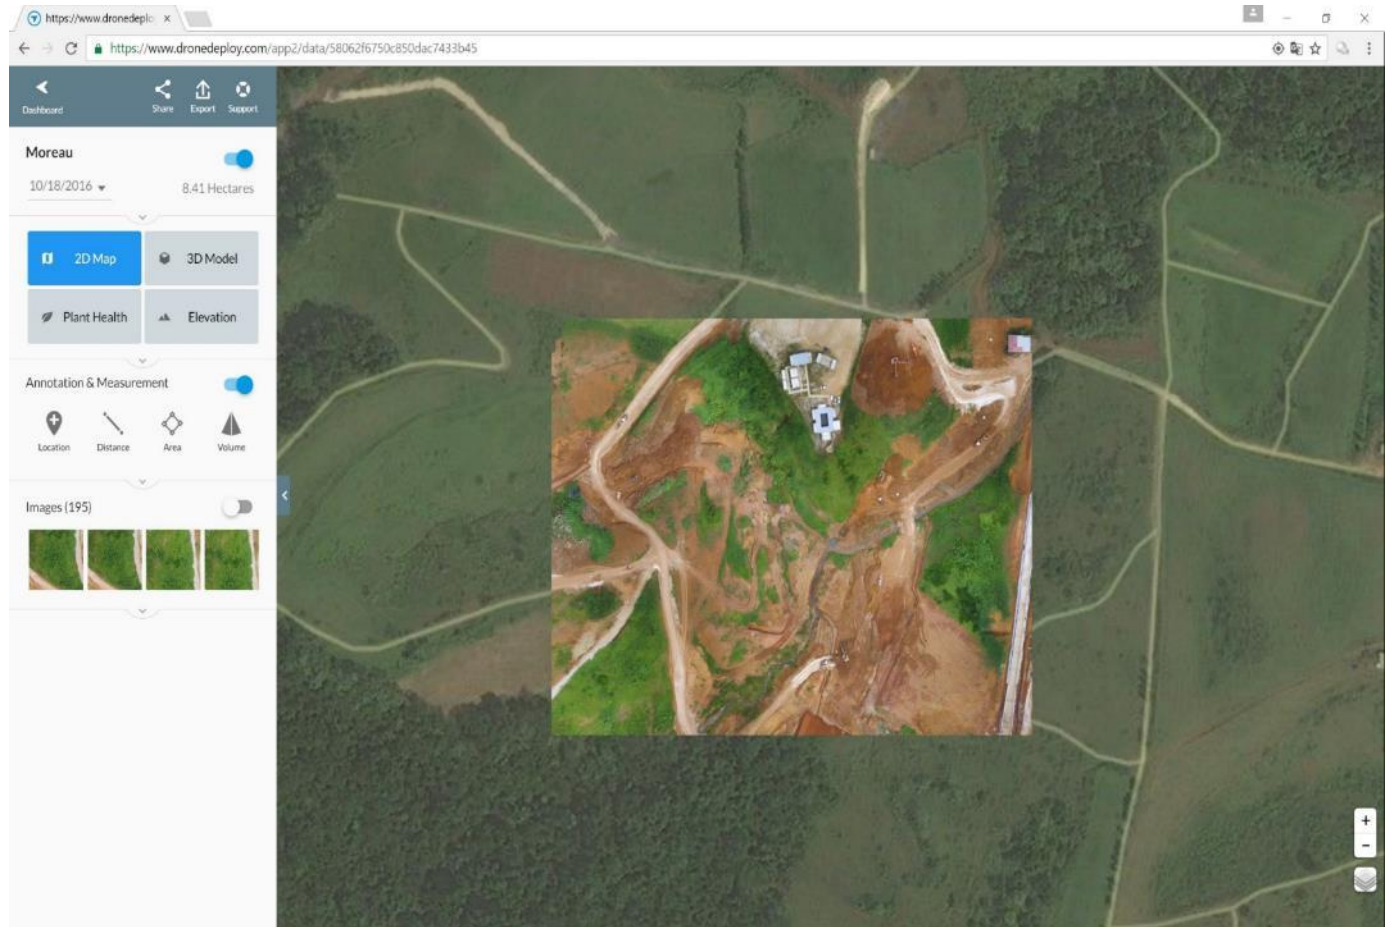 https://www.dronedeplo
https://www.dronedeploy.com/app2/data/58062f6750c850dac7433b45
Dashboard
Share
Export
Support
Moreau
10/18/2016
8.41 Hectares
2D Map
3D Model
Plant Health
Elevation
Annotation & Measurement
Location
Distance
Area
Volume
Images (195)
+
-